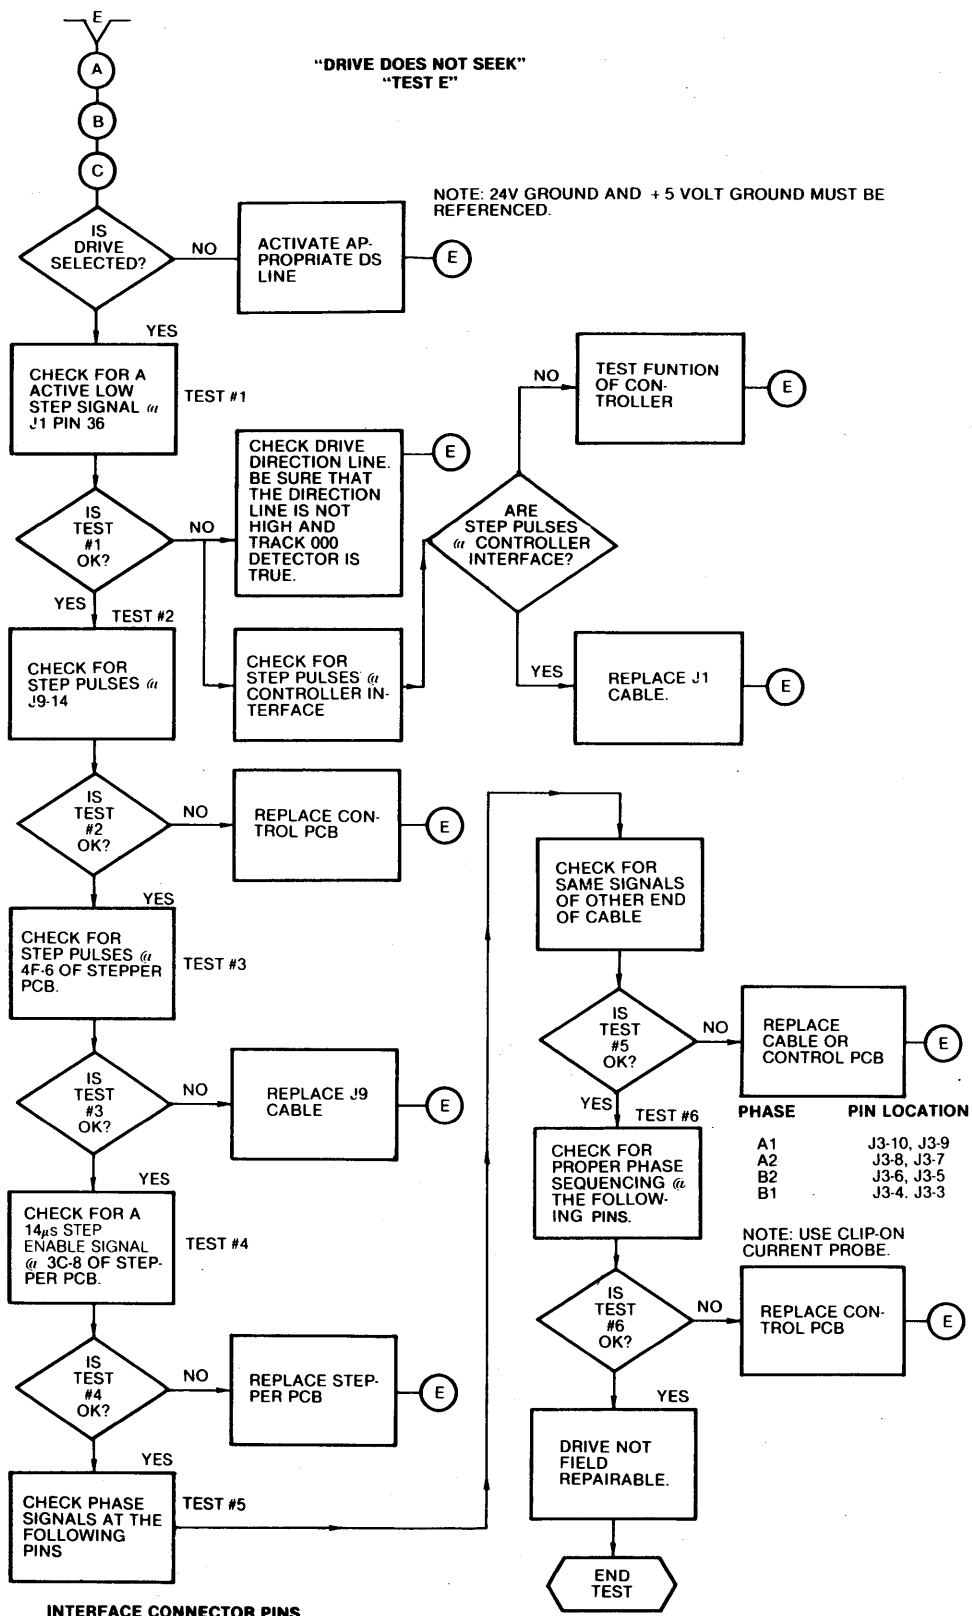 E
"DRIVE DOES NOT SEEK"
"TEST E"
A
B
C
NOTE: 24V GROUND AND + 5 VOLT GROUND MUST BE
REFERENCED.
IS
DRIVE
SELECTED?
NO
ACTIVATE AP-
PROPRIATE DS
LINE
E
YES
CHECK FOR A
ACTIVE LOW
STEP SIGNAL @
J1 PIN 36
TEST #1
IS
TEST
#1
OK?
NO
CHECK DRIVE
DIRECTION LINE.
BE SURE THAT
THE DIRECTION
LINE IS NOT
HIGH AND
TRACK 000
DETECTOR IS
TRUE.
E
CHECK FOR
STEP PULSES @
CONTROLLER IN-
TERFACE
ARE
STEP PULSES
@ CONTROLLER
INTERFACE?
NO
TEST FUNTION
OF CON-
TROLLER
E
YES
REPLACE J1
CABLE.
E
YES
TEST #2
CHECK FOR
STEP PULSES @
J9-14
IS
TEST
#2
OK?
NO
REPLACE CON-
TROL PCB
E
YES
CHECK FOR
STEP PULSES @
4F-6 OF STEPPER
PCB.
TEST #3
IS
TEST
#3
OK?
NO
REPLACE J9
CABLE
E
YES
CHECK FOR A
14µs STEP
ENABLE SIGNAL
@ 3C-8 OF STEP-
PER PCB.
TEST #4
IS
TEST
#4
OK?
NO
REPLACE STEP-
PER PCB
E
YES
CHECK PHASE
SIGNALS AT THE
FOLLOWING
PINS
TEST #5
INTERFACE CONNECTOR PINS
CHECK FOR
SAME SIGNALS
OF OTHER END
OF CABLE
IS
TEST
#5
OK?
NO
REPLACE
CABLE OR
CONTROL PCB
E
YES
TEST #6
CHECK FOR
PROPER PHASE
SEQUENCING @
THE FOLLOW-
ING PINS.
PHASE PIN LOCATION
A1 J3-10, J3-9
A2 J3-8, J3-7
B2 J3-6, J3-5
B1 J3-4, J3-3
NOTE: USE CLIP-ON
CURRENT PROBE.
IS
TEST
#6
OK?
NO
REPLACE CON-
TROL PCB
E
YES
DRIVE NOT
FIELD
REPAIRABLE.
END
TEST